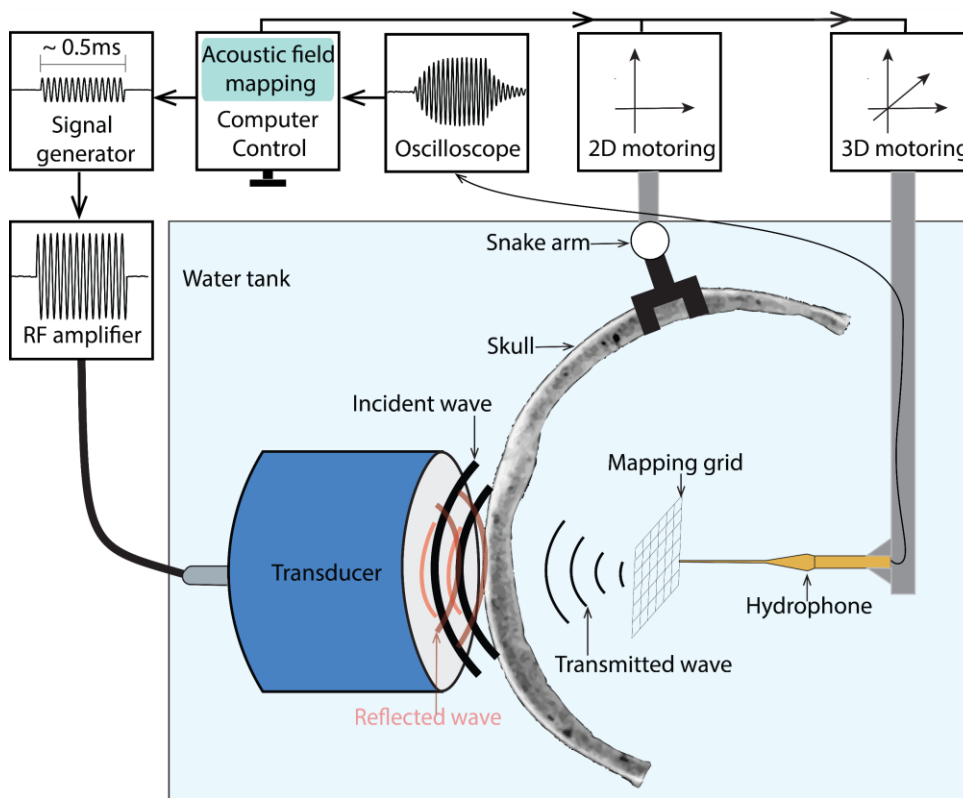 ~ 0.5ms
Signal
generator
Acoustic field
mapping
Computer
Control
Oscilloscope
2D motoring
3D motoring
RF amplifier
Water tank
Snake arm
Skull
Incident wave
Mapping grid
Transducer
Hydrophone
Transmitted wave
Reflected wave